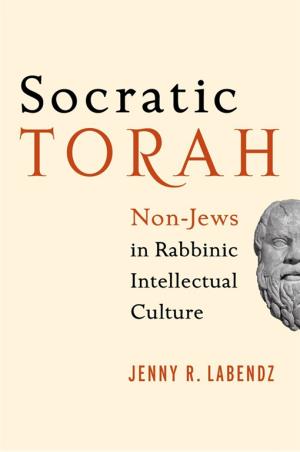 Socratic
TORAH
Non-Jews
in Rabbinic
Intellectual
Culture
JENNY R. LABENDZ